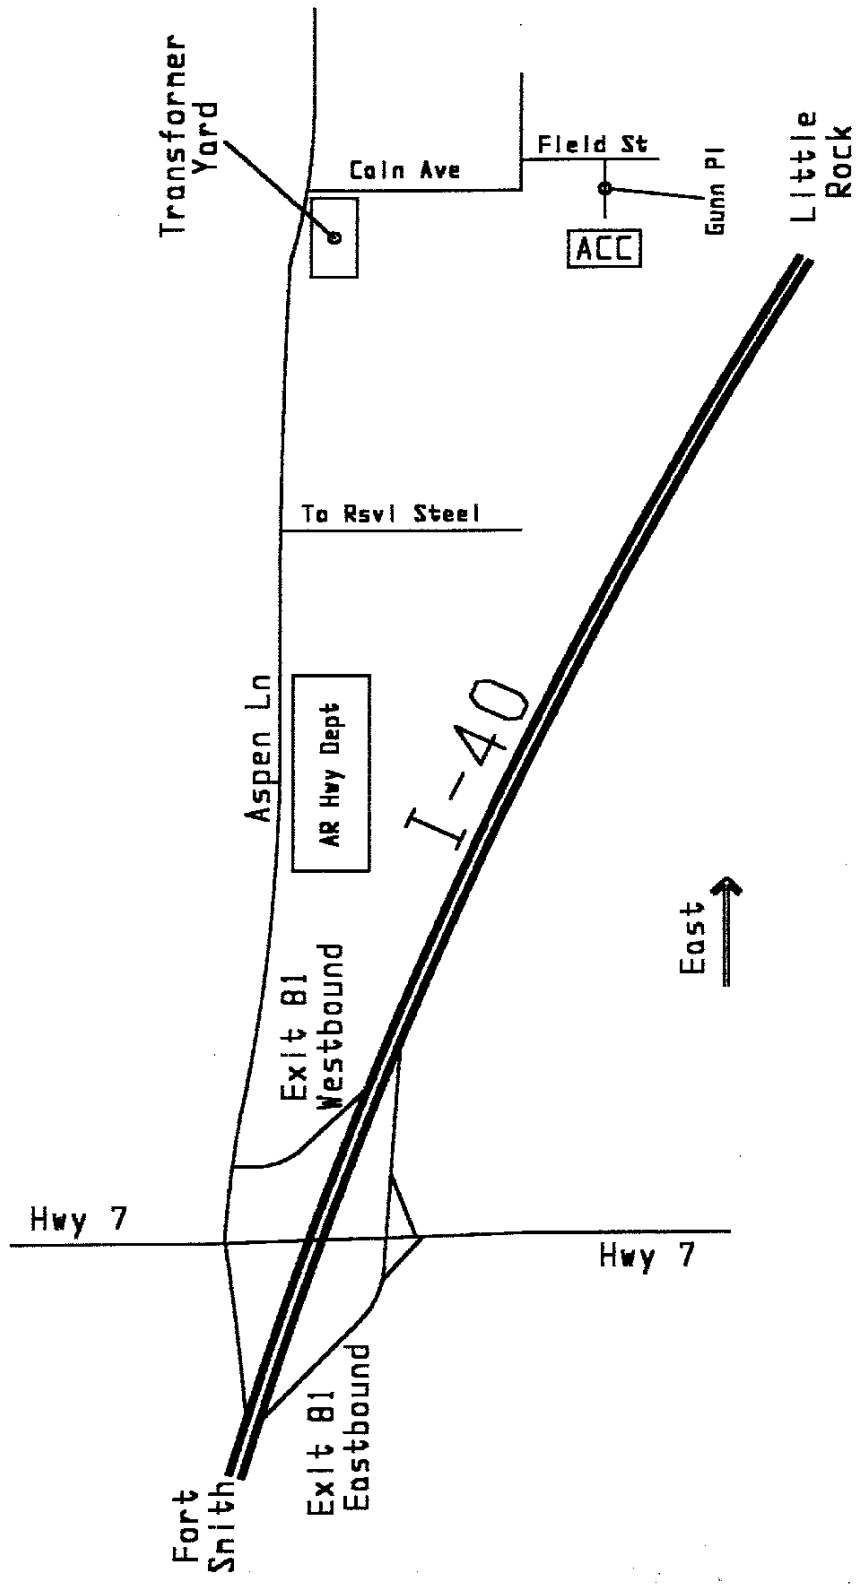 Transformer
Yard
Cain Ave
Field St
ACC
Gunn Pl
Little
Rock
To Rsvl Steel
Aspen Ln
AR Hwy Dept
I-40
East
Exit 81
Westbound
Hwy 7
Hwy 7
Exit 81
Eastbound
Fort
Smith